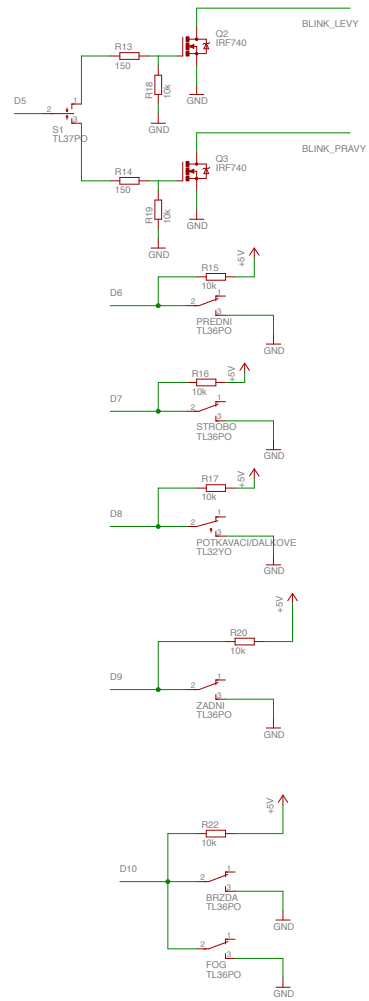 BLINK_LEVY
Q2
IRF740
R13
150
R18
10k
GND
GND
D5
2
1
3
S1
TL37PO
BLINK_PRAVY
Q3
IRF740
R14
150
R19
10k
GND
GND
+5V
R15
10k
D6
2
1
3
PREDNI
TL36PO
GND
+5V
R16
10k
D7
2
1
3
STROBO
TL36PO
GND
+5V
R17
10k
D8
2
1
3
POTKAVACI/DALKOVE
TL32YO
GND
+5V
R20
10k
D9
2
1
3
ZADNI
TL36PO
GND
+5V
R22
10k
D10
2
1
3
BRZDA
TL36PO
GND
2
1
3
FOG
TL36PO
GND